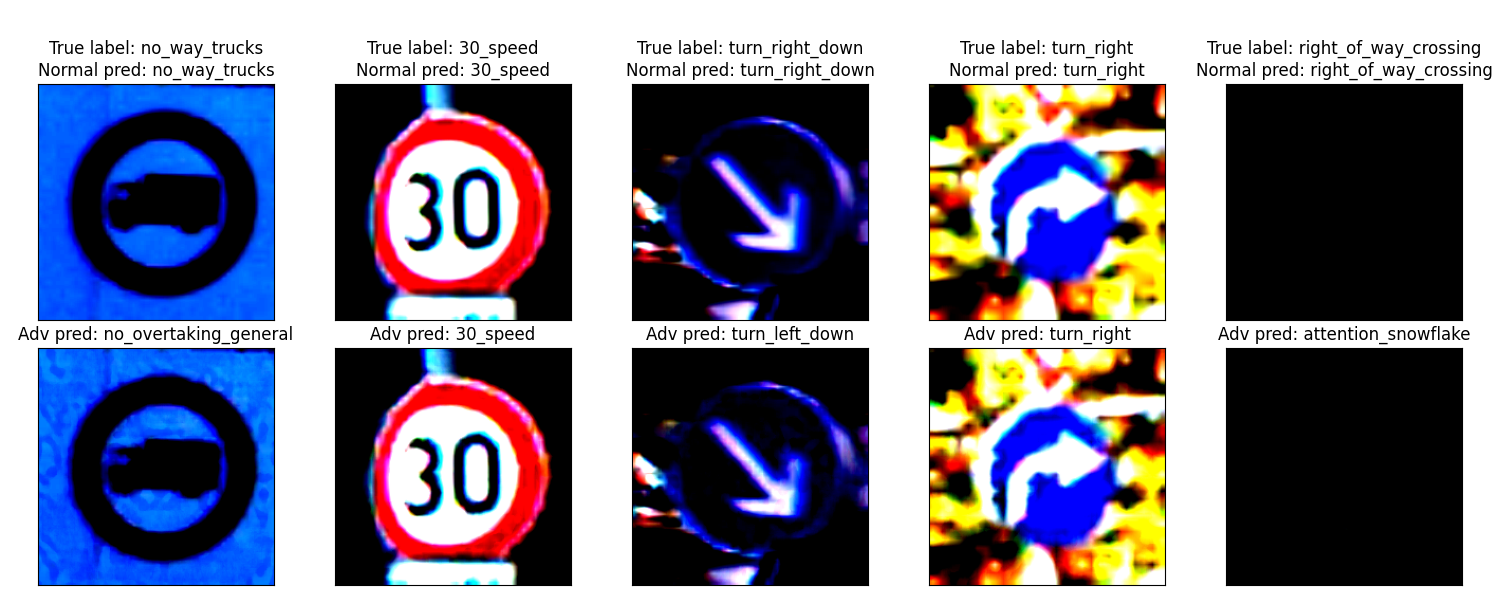 True label: no_way_trucks
Normal pred: no_way_trucks
True label: 30_speed
Normal pred: 30_speed
True label: turn_right_down
Normal pred: turn_right_down
True label: turn_right
Normal pred: turn_right
True label: right_of_way_crossing
Normal pred: right_of_way_crossing
30
Adv pred: no_overtaking_general
Adv pred: 30_speed
Adv pred: turn_left_down
Adv pred: turn_right
Adv pred: attention_snowflake
30